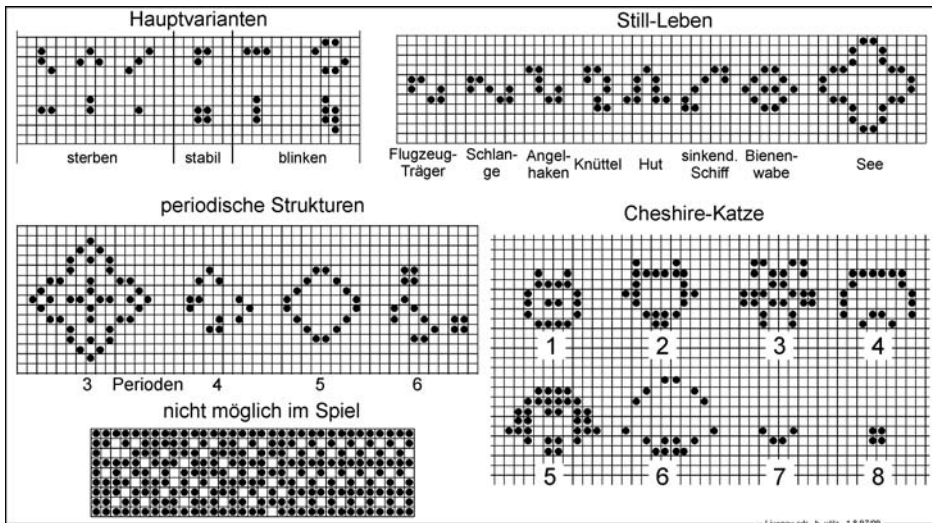 Hauptvarianten
sterben stabil blinken
Still-Leben
Flugzeug-
Träger
Schlan-
ge
Angel-
haken
Knüttel
Hut
sinkend.
Schiff
Bienen-
wabe
See
periodische Strukturen
3 Perioden 4 5 6
Cheshire-Katze
1 2 3 4
5 6 7 8
nicht möglich im Spiel